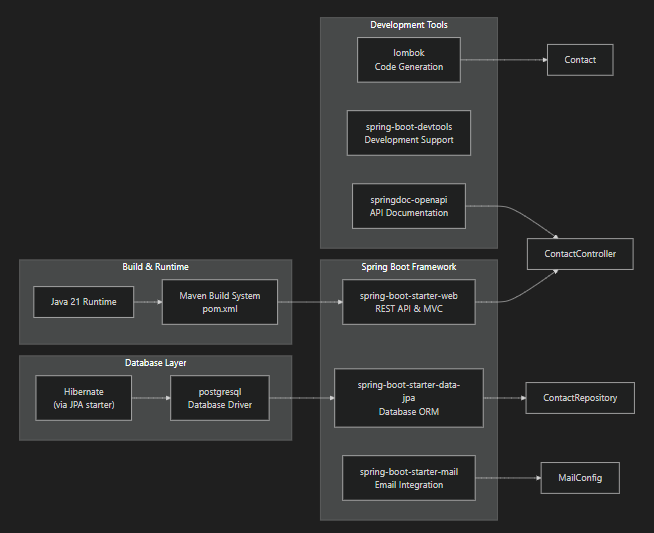 Development Tools
lombok
Code Generation
Contact
spring-boot-devtools
Development Support
springdoc-openapi
API Documentation
ContactController
Build & Runtime
Java 21 Runtime
Maven Build System
pom.xml
Spring Boot Framework
spring-boot-starter-web
REST API & MVC
Database Layer
Hibernate
(via JPA starter)
postgresql
Database Driver
spring-boot-starter-data-
jpa
Database ORM
ContactRepository
spring-boot-starter-mail
Email Integration
MailConfig